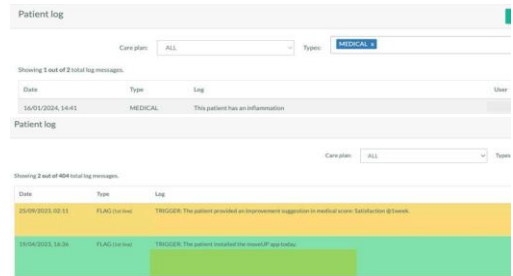 Patient log
Care plan: ALL Types: MEDICAL x
Showing 1 out of 2 total log messages.
Date Type Log User
16/01/2024, 14:41 MEDICAL This patient has an inflammation
Patient log
Care plan: ALL Types
Showing 2 out of 404 total log messages.
Date Type Log
25/09/2023, 02:11 FLAG (1st line) TRIGGER: The patient provided an improvement suggestion in medical score: Satisfaction @1week.
19/04/2023, 16:36 FLAG (1st line) TRIGGER: The patient installed the moveUP app today.